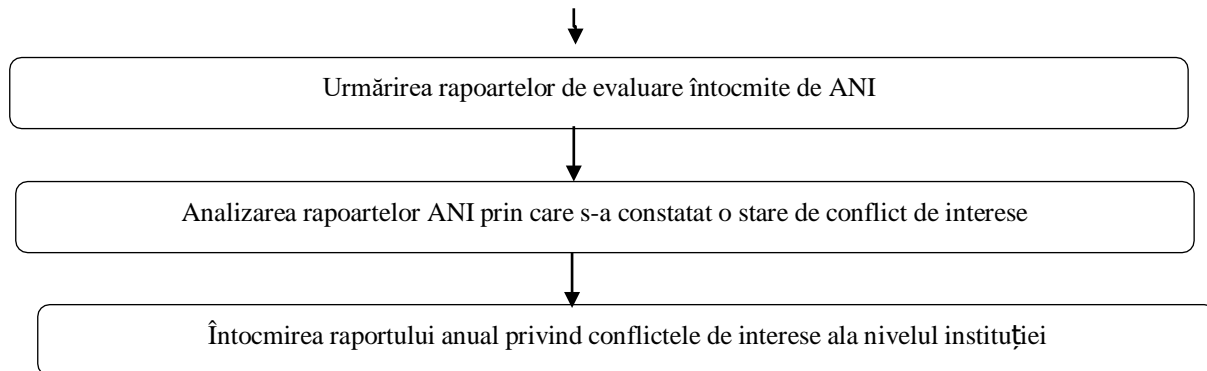 Urmărirea rapoartelor de evaluare întocmite de ANI
Analizarea rapoartelor ANI prin care s-a constatat o stare de conflict de interese
Întocmirea raportului anual privind conflictele de interese ala nivelul instituției